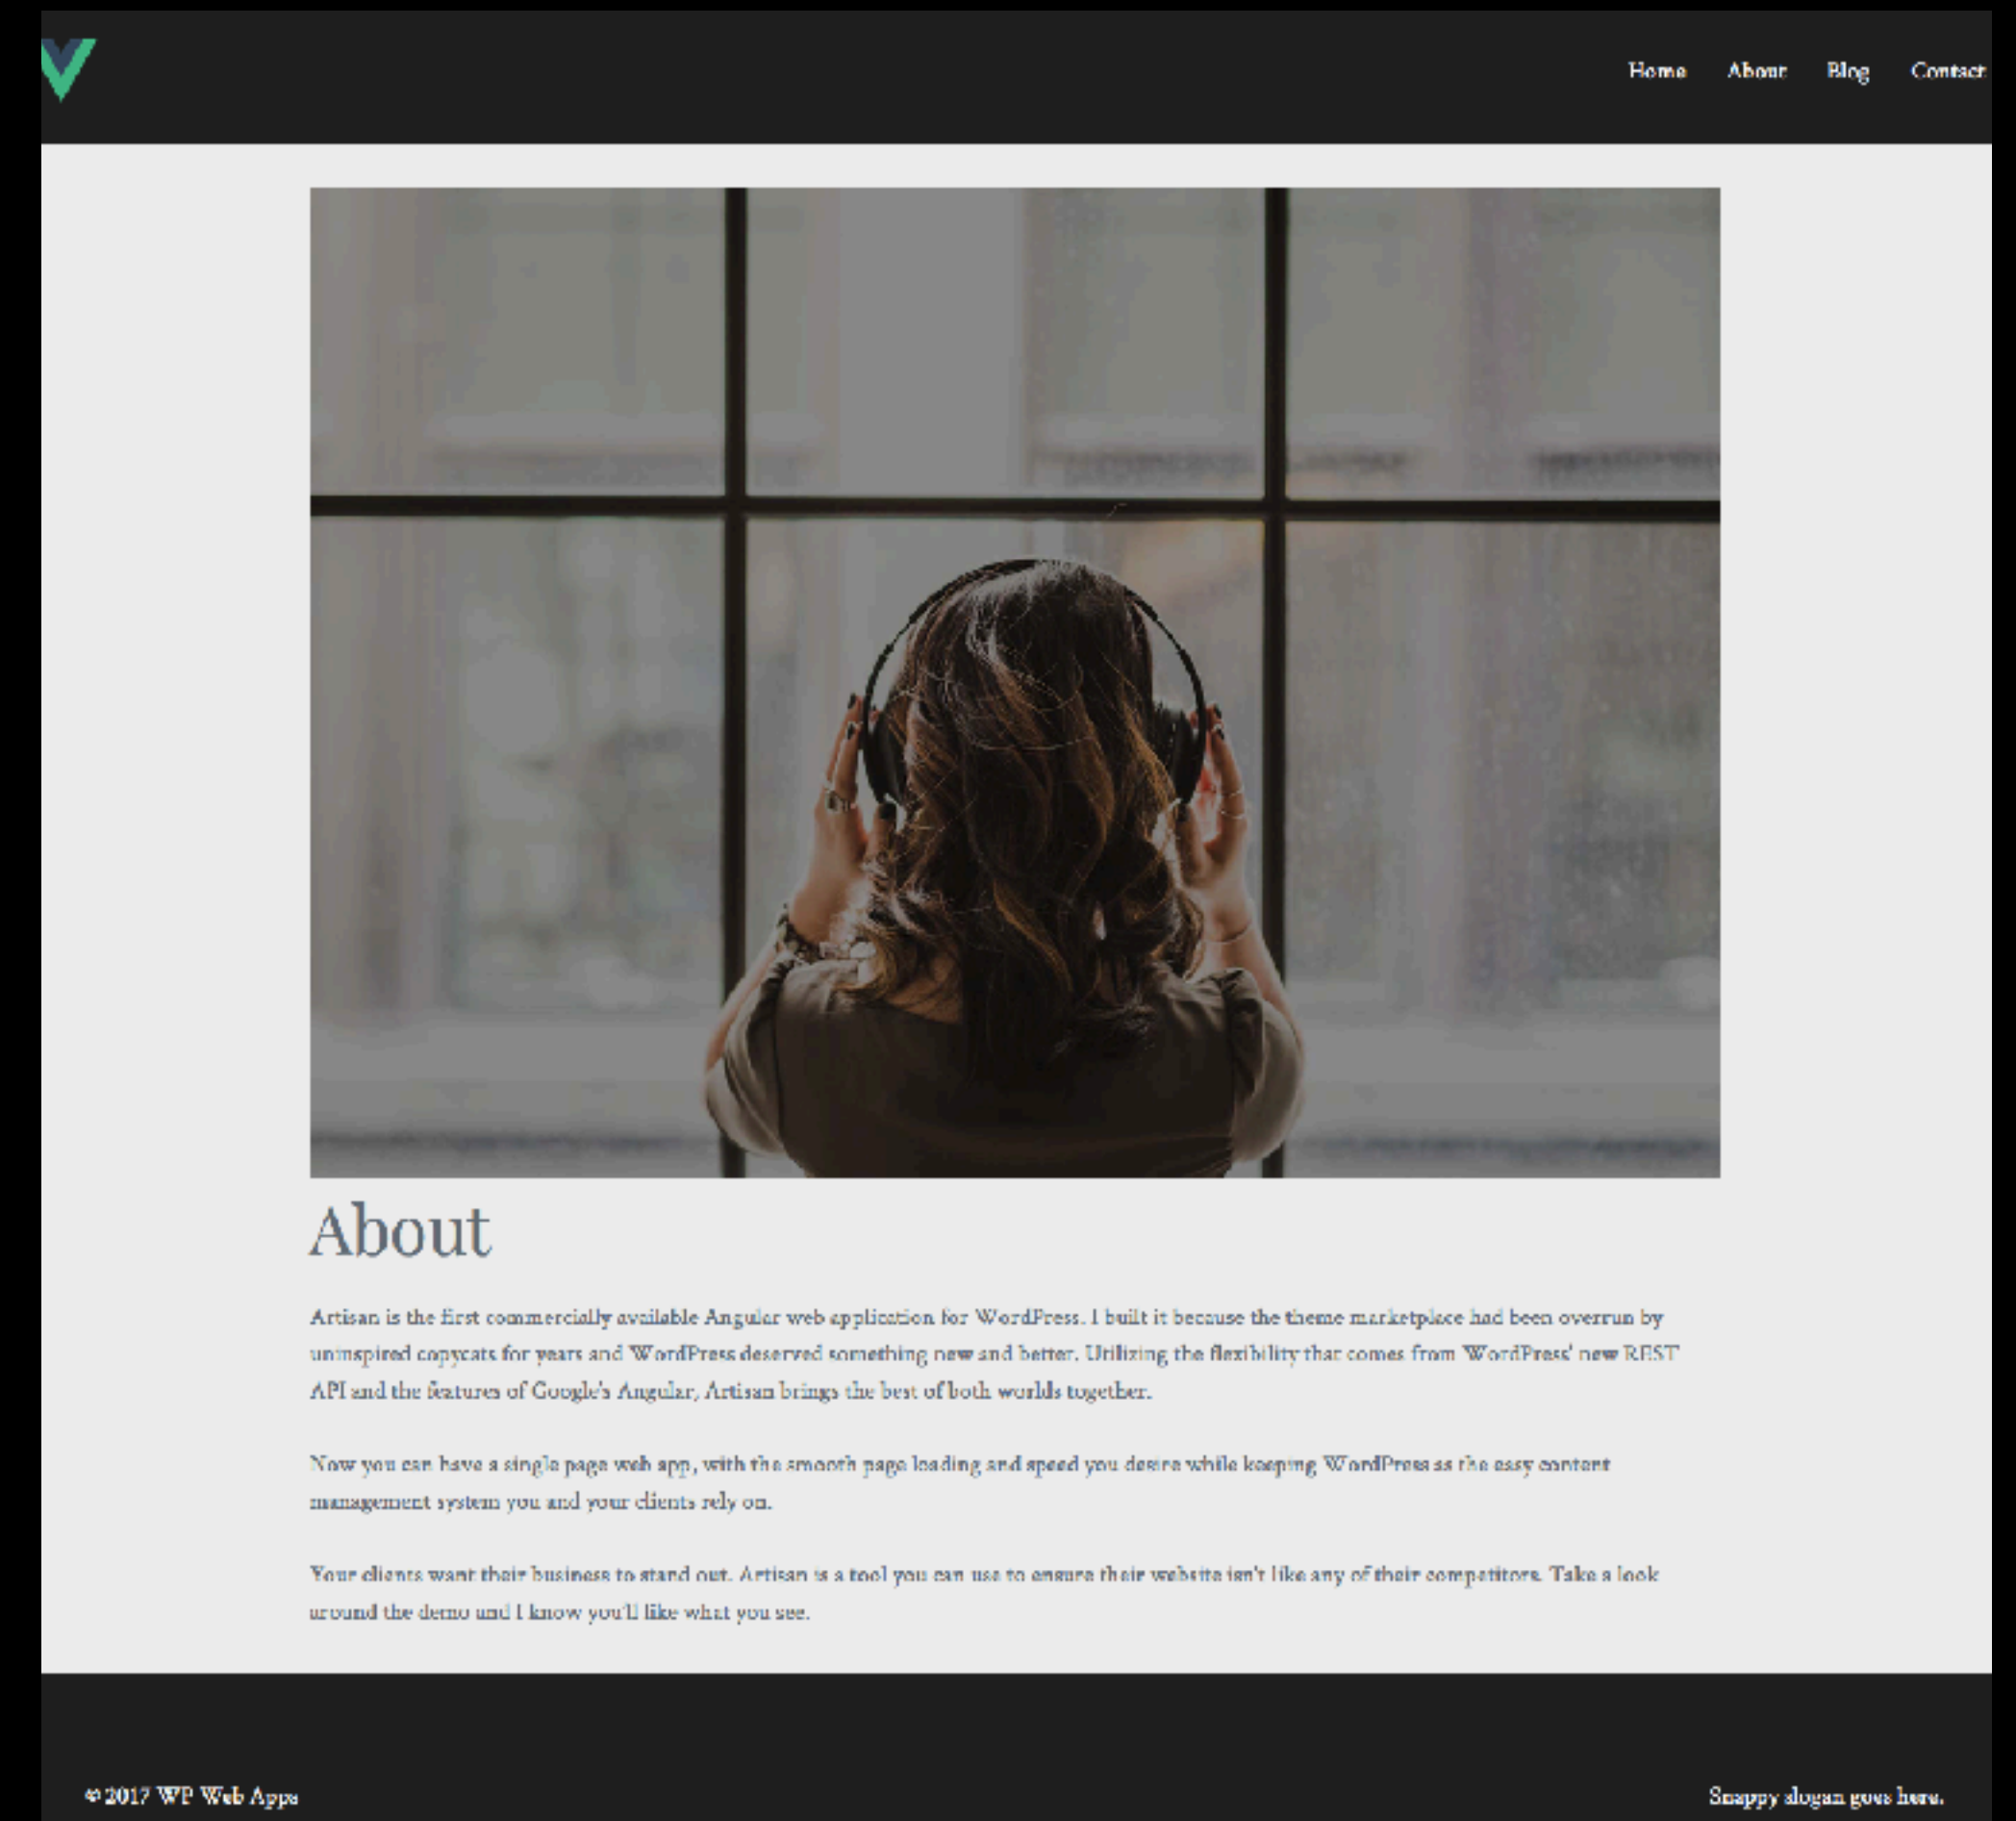 Home About Blog Contact
About
Artisan is the first commercially available Angular web application for WordPress. I built it because the theme marketplace had been overrun by
uninspired copycats for years and WordPress deserved something new and better. Utilizing the flexibility that comes from WordPress' new REST
API and the features of Google's Angular, Artisan brings the best of both worlds together.
Now you can have a single page web app, with the smooth page loading and speed you desire while keeping WordPress as the easy content
management system you and your clients rely on.
Your clients want their business to stand out. Artisan is a tool you can use to ensure their website isn't like any of their competitors. Take a look
around the demo and I know you'll like what you see.
© 2017 WP Web Apps
Snappy slogan goes here.